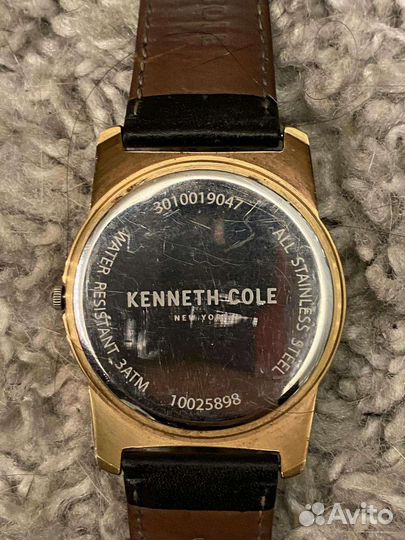 3010019047
ALL STAINLESS STEEL
KENNETH COLE
NEW YORK
WATER RESISTANT 3ATM
10025898
Avito